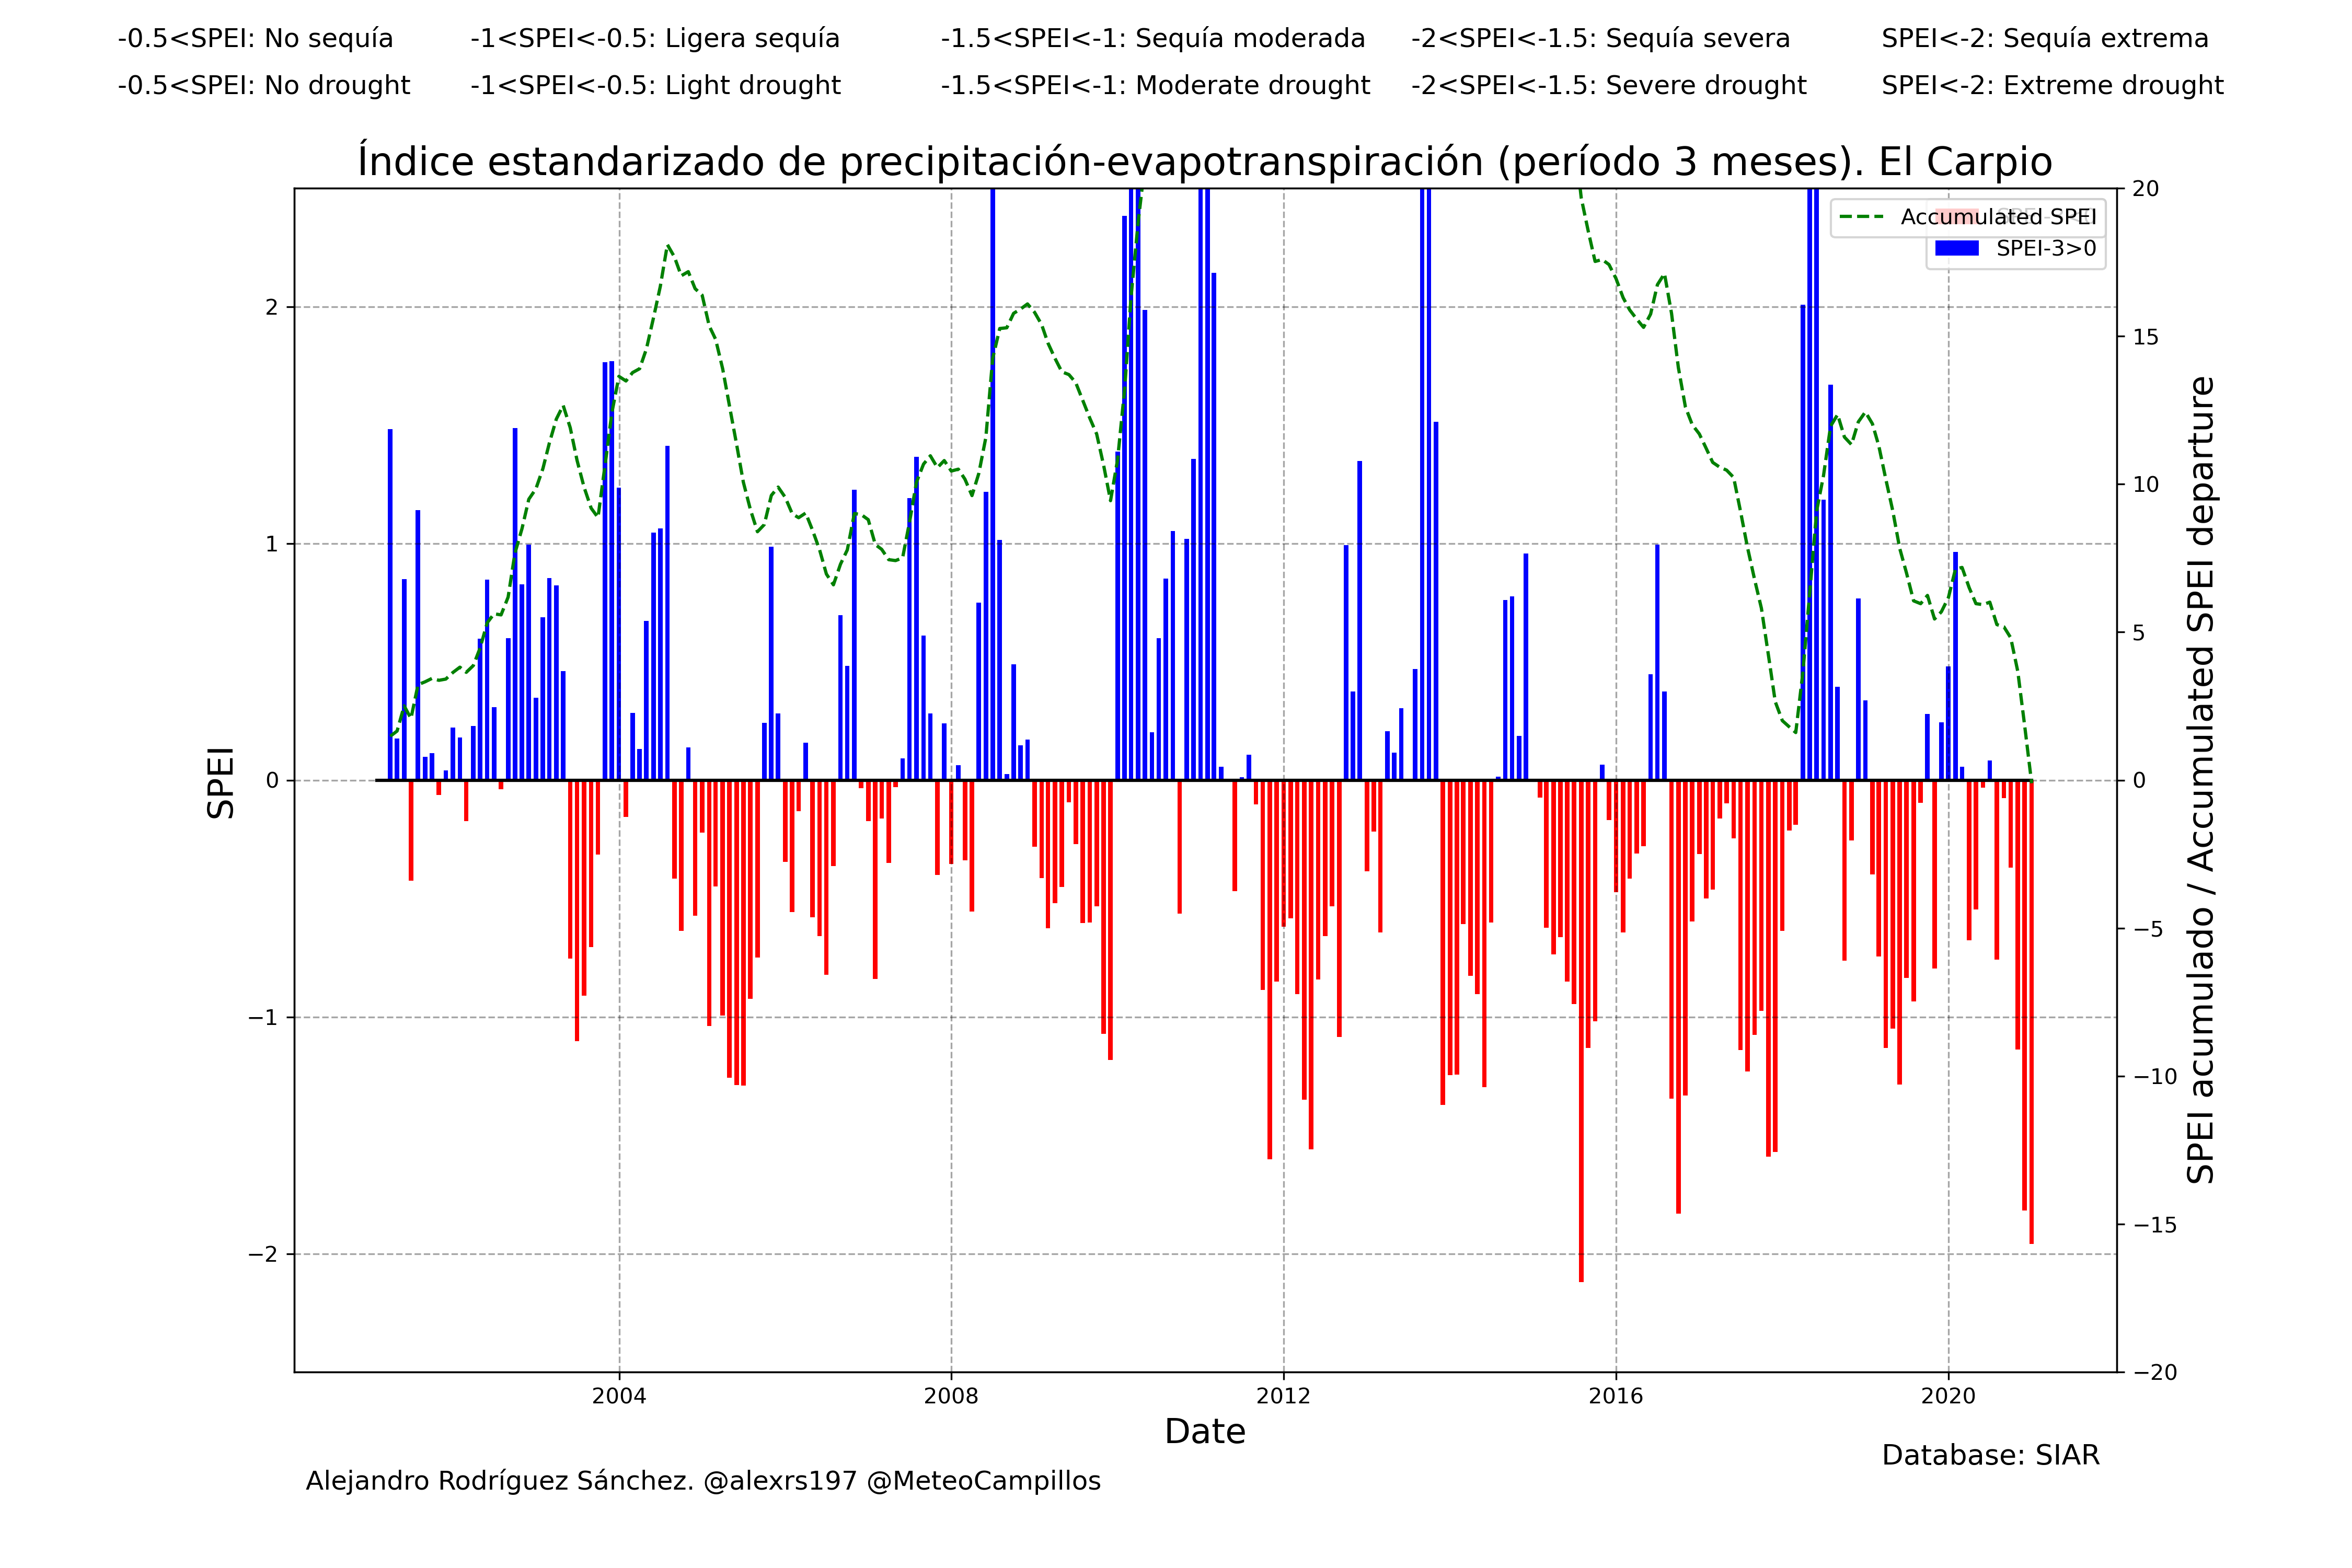 -0.5<SPEI: No sequía -1<SPEI<-0.5: Ligera sequía -1.5<SPEI<-1: Sequía moderada -2<SPEI<-1.5: Sequía severa SPEI<-2: Sequía extrema
-0.5<SPEI: No drought -1<SPEI<-0.5: Light drought -1.5<SPEI<-1: Moderate drought -2<SPEI<-1.5: Severe drought SPEI<-2: Extreme drought
Índice estandarizado de precipitación-evapotranspiración (período 3 meses). El Carpio
Accumulated SPEI
SPEI-3>0
SPEI
2
1
0
−1
−2
20
15
10
5
0
−5
−10
−15
−20
SPEI acumulado / Accumulated SPEI departure
2004 2008 2012 2016 2020
Date
Database: SIAR
Alejandro Rodríguez Sánchez. @alexrs197 @MeteoCampillos